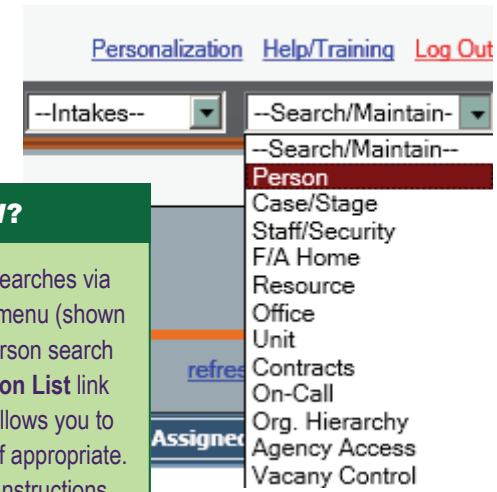 Personalization Help/Training Log Out
--Intakes-- --Search/Maintain-
--Search/Maintain--
Person
Case/Stage
Staff/Security
F/A Home
Resource
Office
Unit
Contracts
On-Call
Org. Hierarchy
Agency Access
Vacany Control
?
earches via
menu (shown
rson search
on List link
llows you to
f appropriate.
nstructions
refres
Assigned